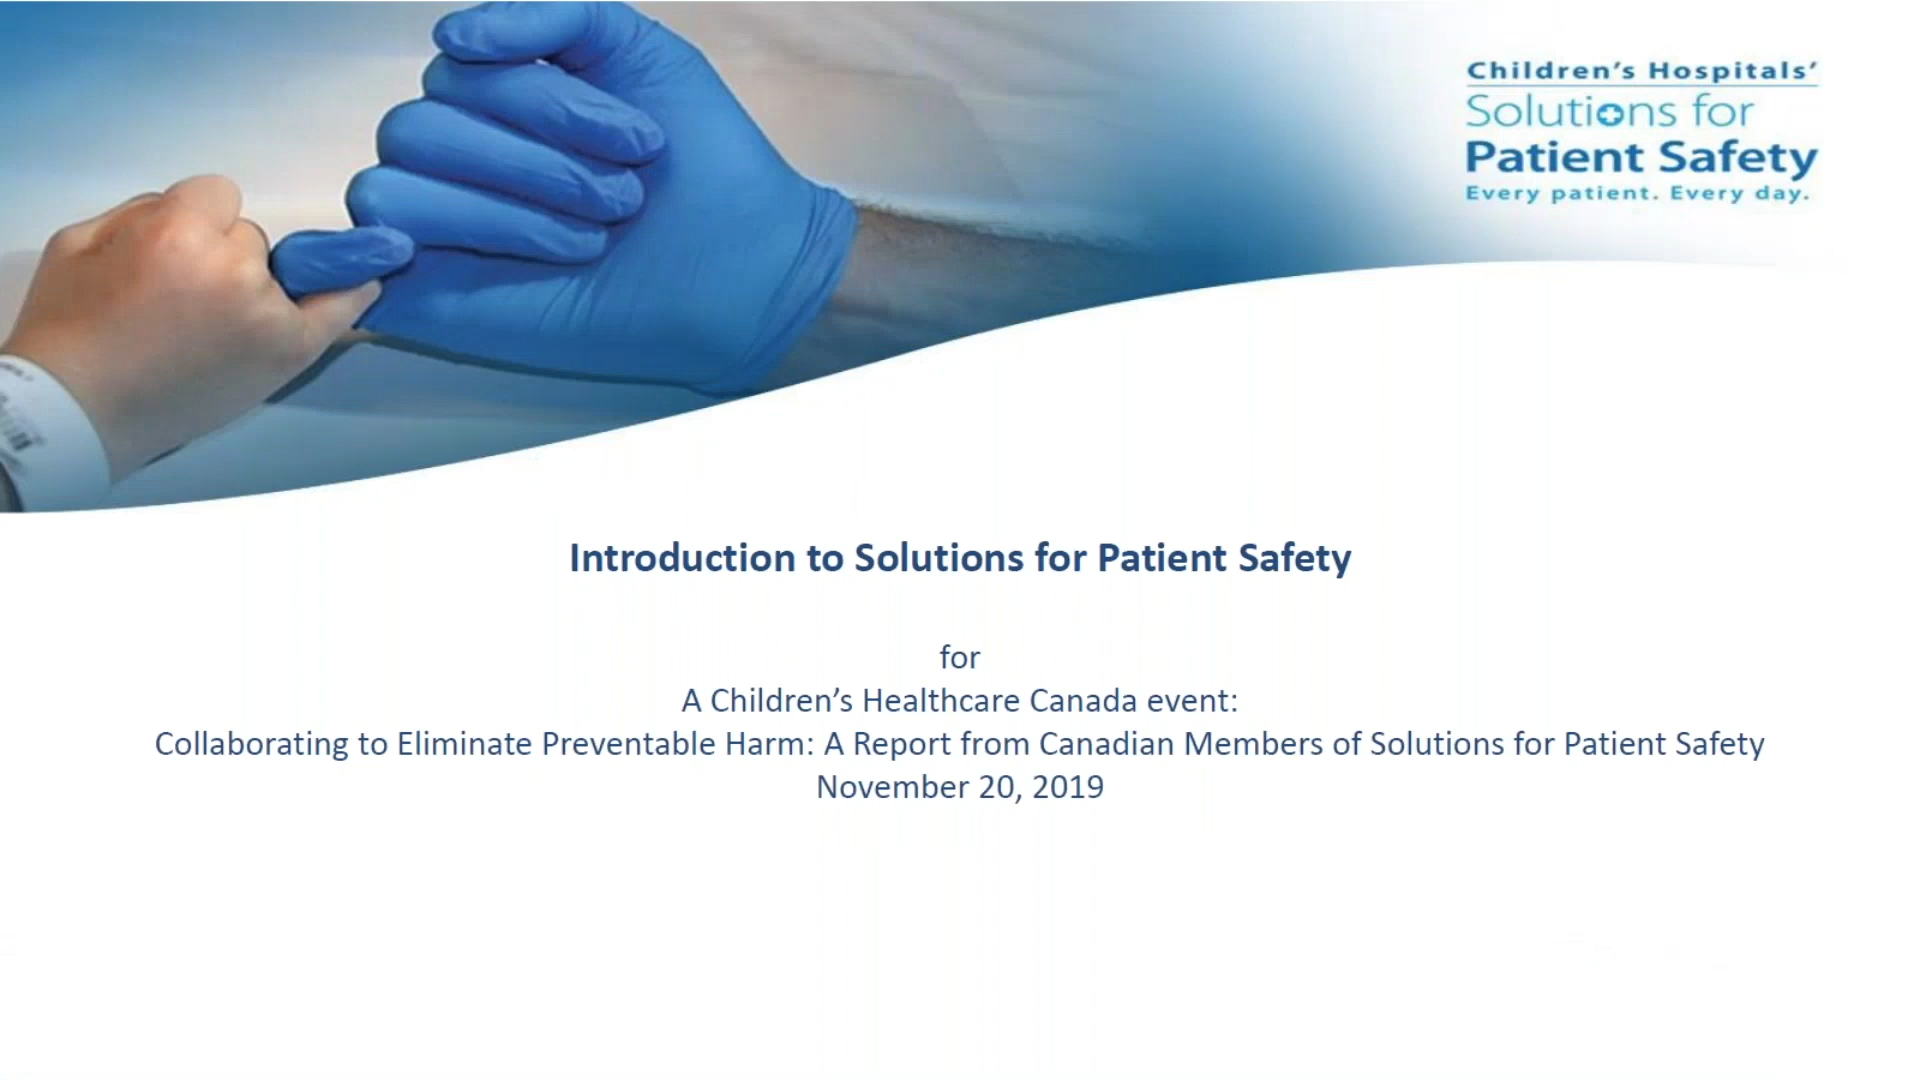 Children's Hospitals'
Solutions for
Patient Safety
Every patient. Every day.
Introduction to Solutions for Patient Safety
for
A Children’s Healthcare Canada event:
Collaborating to Eliminate Preventable Harm: A Report from Canadian Members of Solutions for Patient Safety
November 20, 2019